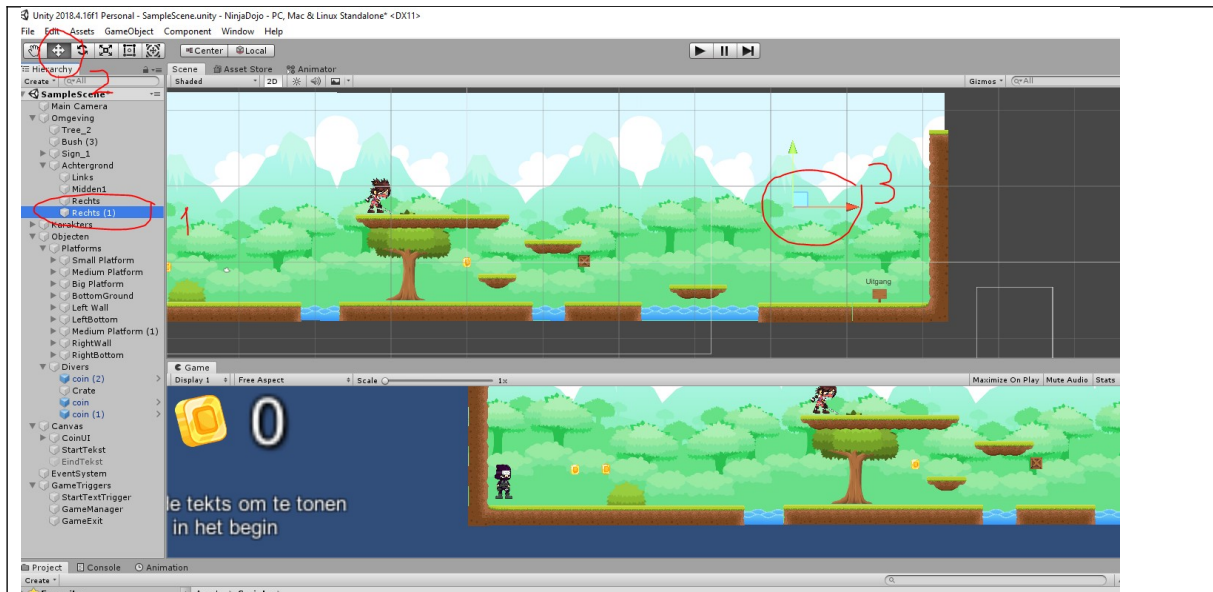 Unity 2018.4.16f1 Personal - SampleScene.unity - NinjaDojo - PC, Mac & Linux Standalone* <DX11>
File Edit Assets GameObject Component Window Help
Center Local
Hierarchy
Scene Asset Store Animator
Create All
Shaded 2D Gizmos All
2
SampleScene
Main Camera
Omgeving
Tree_2
Bush (3)
Sign_1
Achtergrond
Links
Midden1
Rechts
Rechts (1)
1
3
Karakters
Objecten
Platforms
Small Platform
Medium Platform
Big Platform
BottomGround
Left Wall
LeftBottom
Medium Platform (1)
RightWall
RightBottom
Uitgang
Divers
coin (2)
Crate
coin
coin (1)
Canvas
CoinUI
StartTekst
EindTekst
EventSystem
GameTriggers
StartTextTrigger
GameManager
GameExit
Game
Display 1 Free Aspect Scale 1x Maximize On Play Mute Audio Stats
0
le tekts om te tonen
in het begin
Project Console Animation
Create